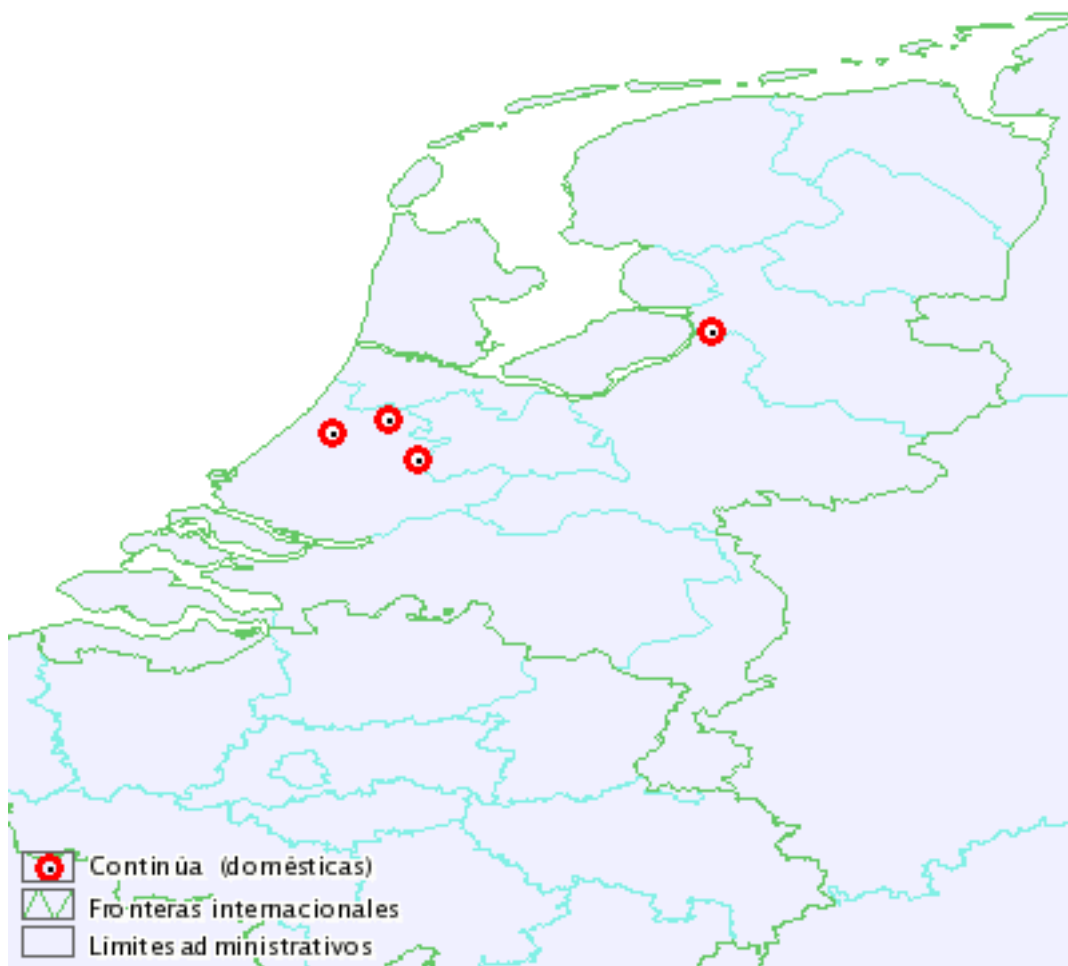 Continúa (domésticas)
Fronteras internacionales
Límites administrativos